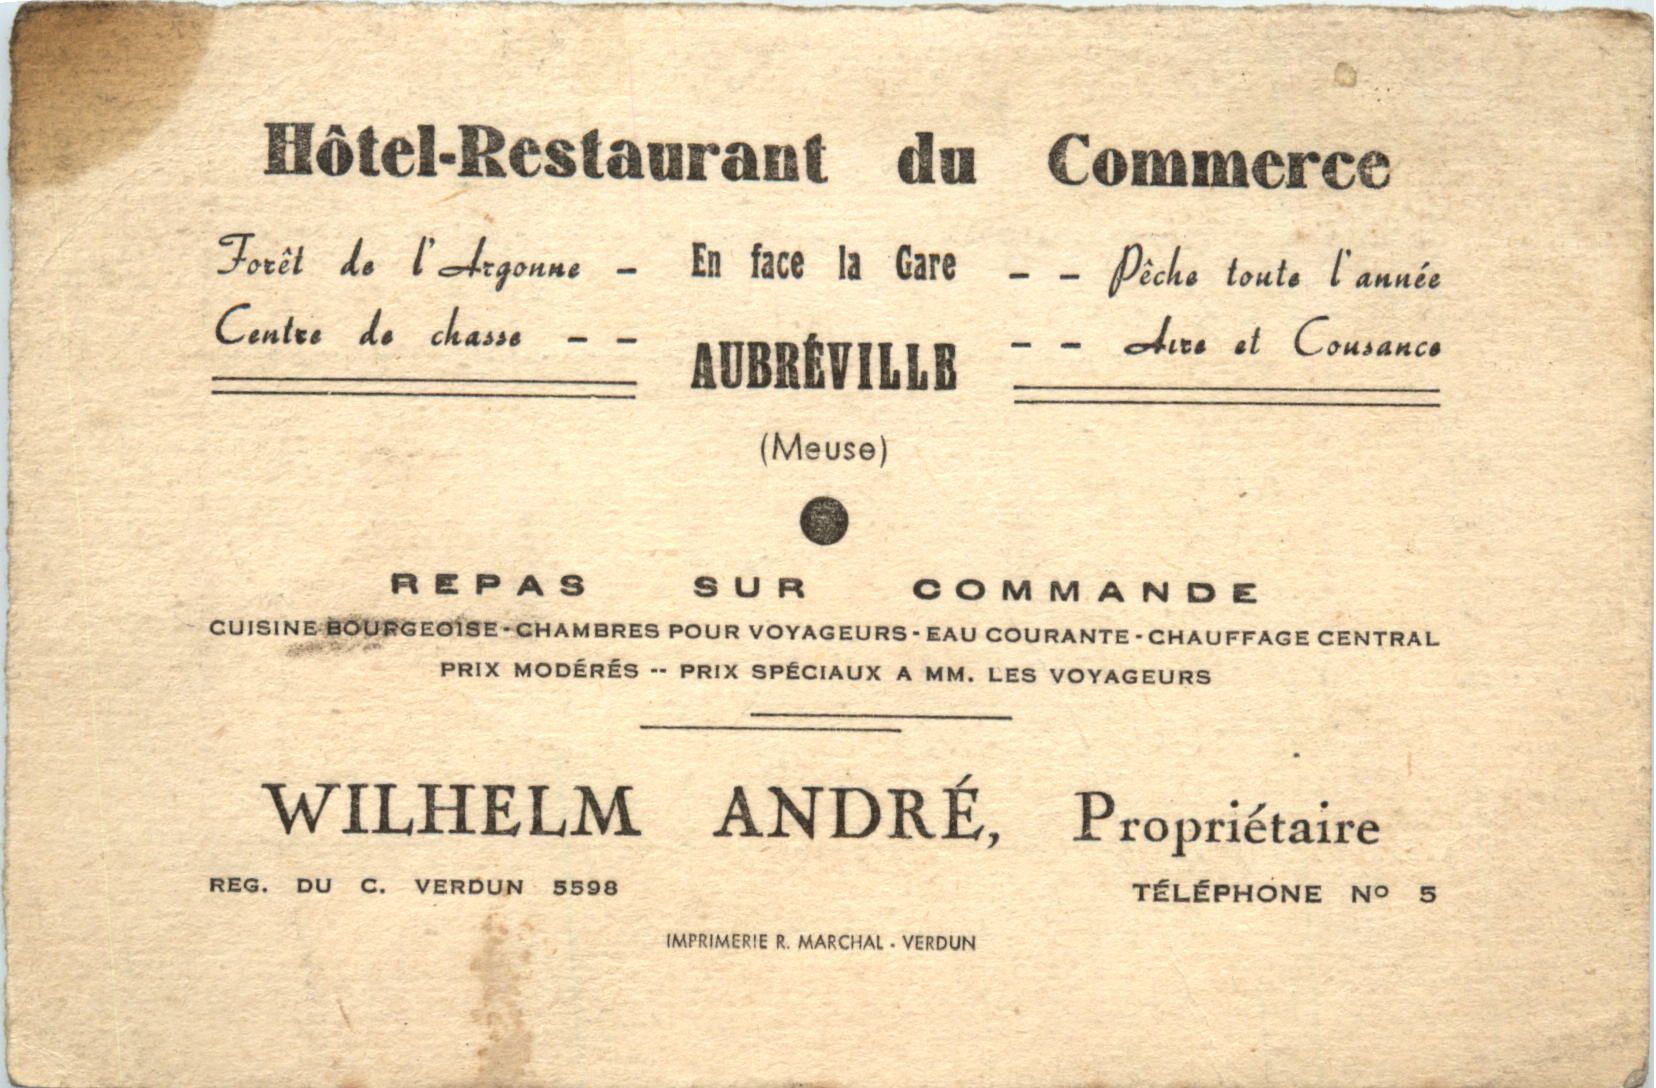 Hôtel-Restaurant du Commerce
Forêt de l'Argonne – En face la Gare – – Pêche toute l'année
Centre de chasse – – AUBRÉVILLE – – Aire et Cousance
(Meuse)
REPAS SUR COMMANDE
CUISINE BOURGEOISE - CHAMBRES POUR VOYAGEURS - EAU COURANTE - CHAUFFAGE CENTRAL
PRIX MODÉRÉS -- PRIX SPÉCIAUX A MM. LES VOYAGEURS
WILHELM ANDRÉ, Propriétaire
REG. DU C. VERDUN 5598 TÉLÉPHONE Nº 5
IMPRIMERIE R. MARCHAL - VERDUN